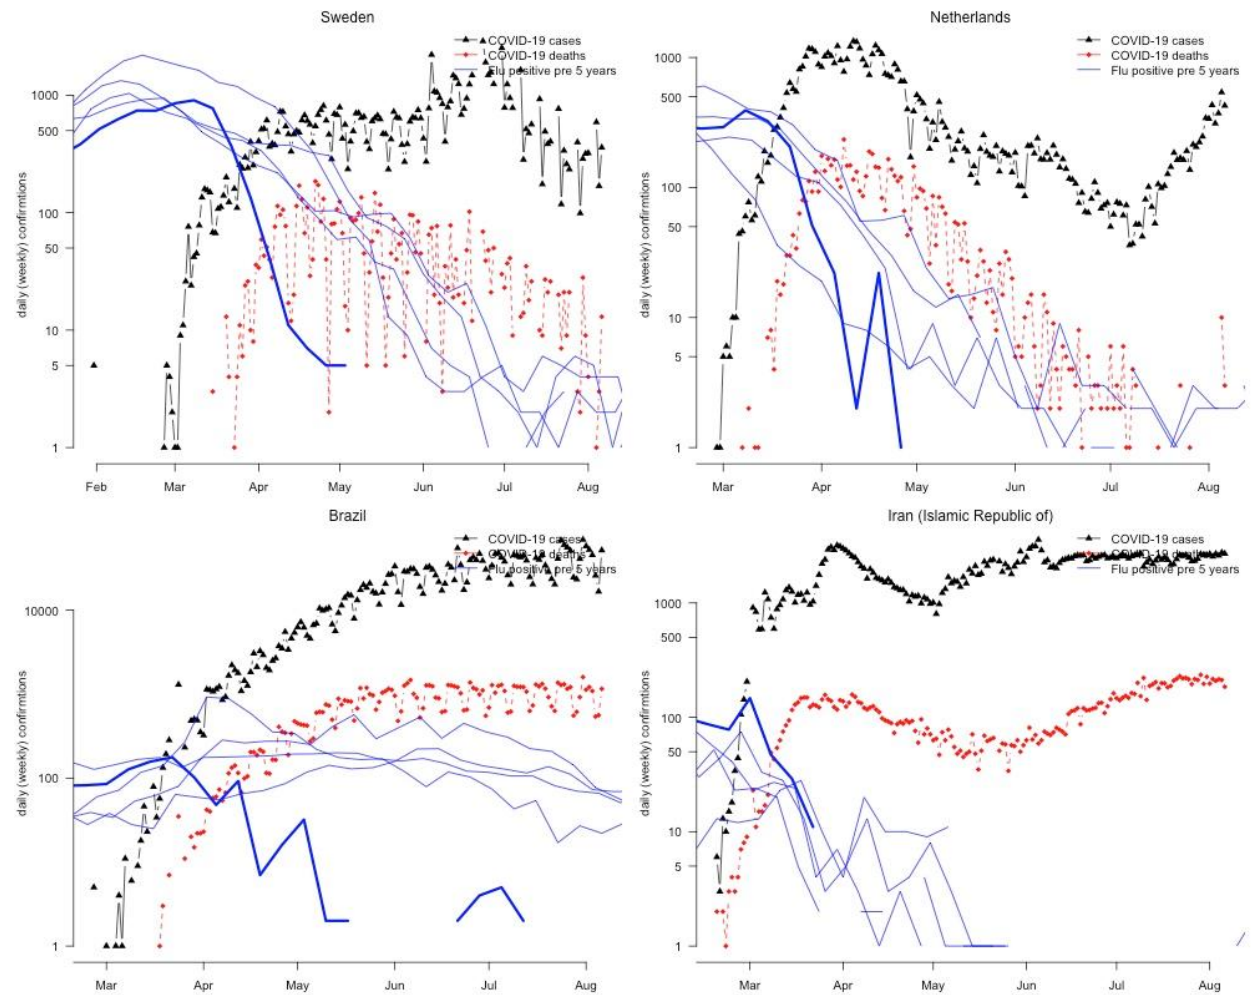 Sweden
COVID-19 cases
COVID-19 deaths
Flu positive pre 5 years
daily (weekly) confirmtions
1000
500
100
50
10
5
1
Feb Mar Apr May Jun Jul Aug
Netherlands
COVID-19 cases
COVID-19 deaths
Flu positive pre 5 years
daily (weekly) confirmtions
1000
500
100
50
10
5
1
Mar Apr May Jun Jul Aug
Brazil
COVID-19 cases
COVID-19 deaths
Flu positive pre 5 years
daily (weekly) confirmtions
10000
100
1
Mar Apr May Jun Jul Aug
Iran (Islamic Republic of)
COVID-19 cases
COVID-19 deaths
Flu positive pre 5 years
daily (weekly) confirmtions
1000
500
100
50
10
5
1
Mar Apr May Jun Jul Aug